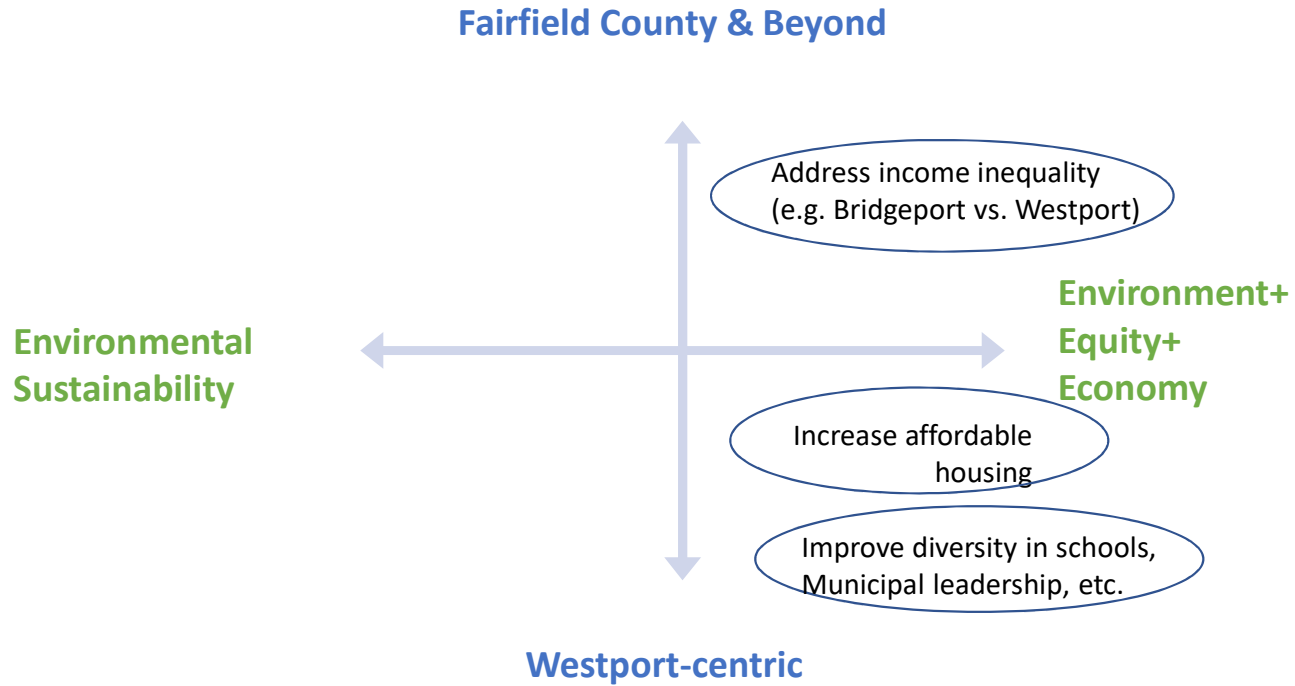 Fairfield County & Beyond
Address income inequality
(e.g. Bridgeport vs. Westport)
Environment+
Equity+
Economy
Environmental
Sustainability
Increase affordable
housing
Improve diversity in schools,
Municipal leadership, etc.
Westport-centric